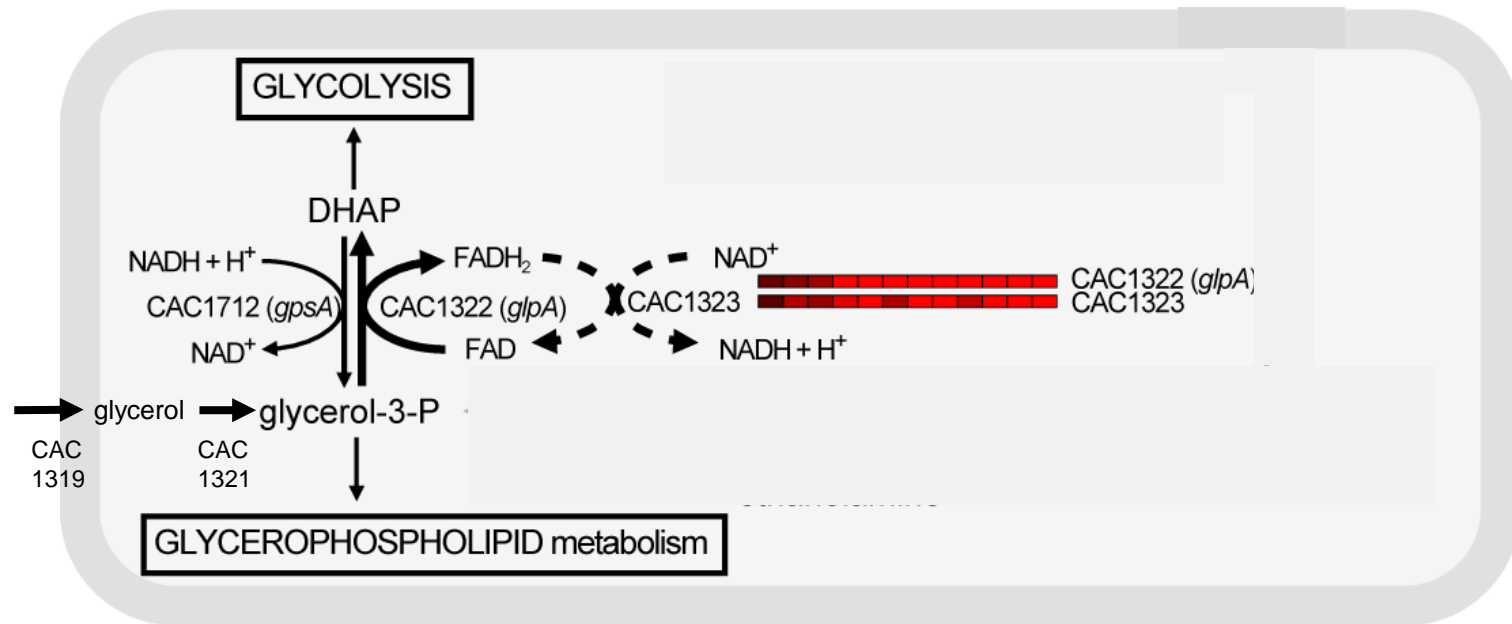 GLYCOLYSIS
DHAP
NADH + H⁺
FADH₂
NAD⁺
CAC1322 (glpA)
CAC1712 (gpsA)
CAC1322 (glpA)
CAC1323
CAC1323
NAD⁺
FAD
NADH + H⁺
glycerol
glycerol-3-P
CAC
1319
CAC
1321
GLYCEROPHOSPHOLIPID metabolism